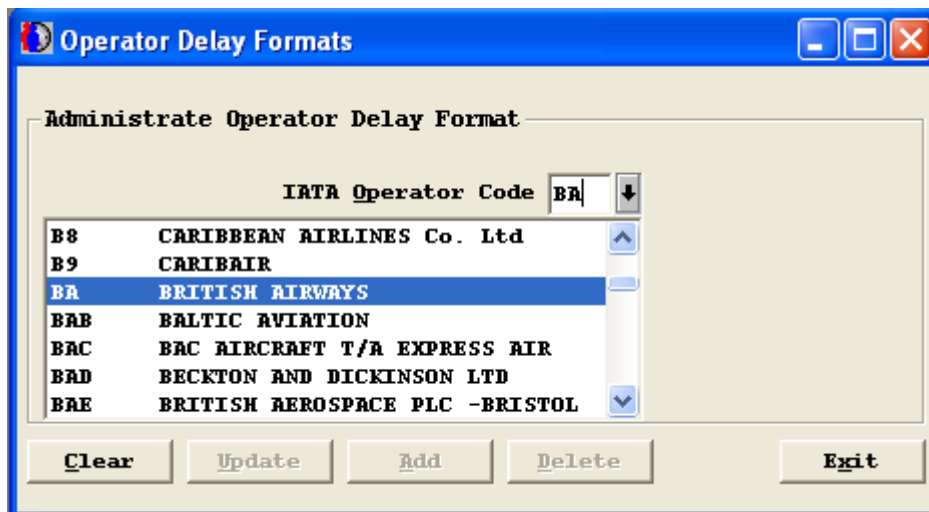 Operator Delay Formats
Administrate Operator Delay Format
IATA Operator Code BA
B8 CARIBBEAN AIRLINES Co. Ltd
B9 CARIBAIR
BA BRITISH AIRWAYS
BAB BALTIC AVIATION
BAC BAC AIRCRAFT T/A EXPRESS AIR
BAD BECKTON AND DICKINSON LTD
BAE BRITISH AEROSPACE PLC -BRISTOL
Clear Update Add Delete Exit